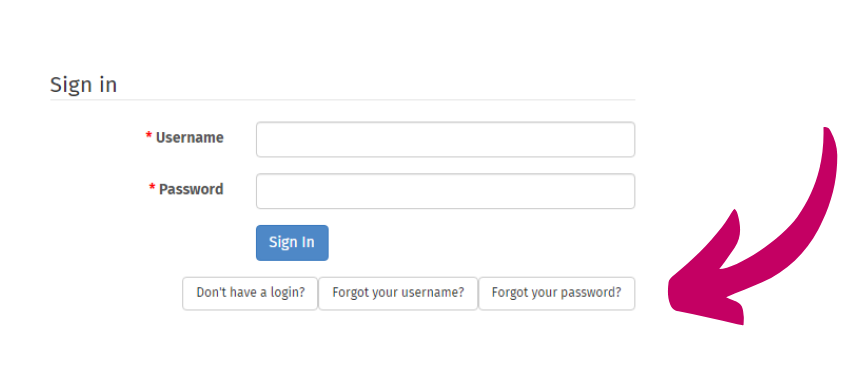 Sign in
* Username
* Password
Sign In
Don't have a login? Forgot your username? Forgot your password?